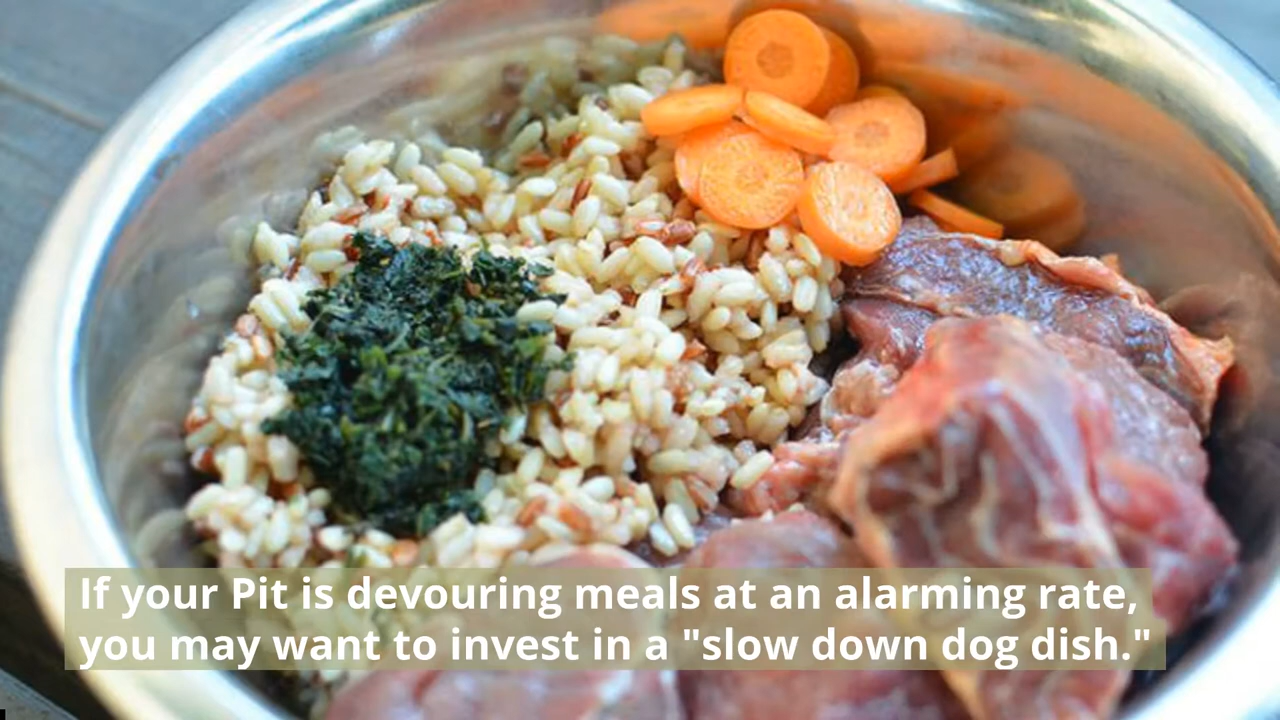 If your Pit is devouring meals at an alarming rate,
you may want to invest in a "slow down dog dish."